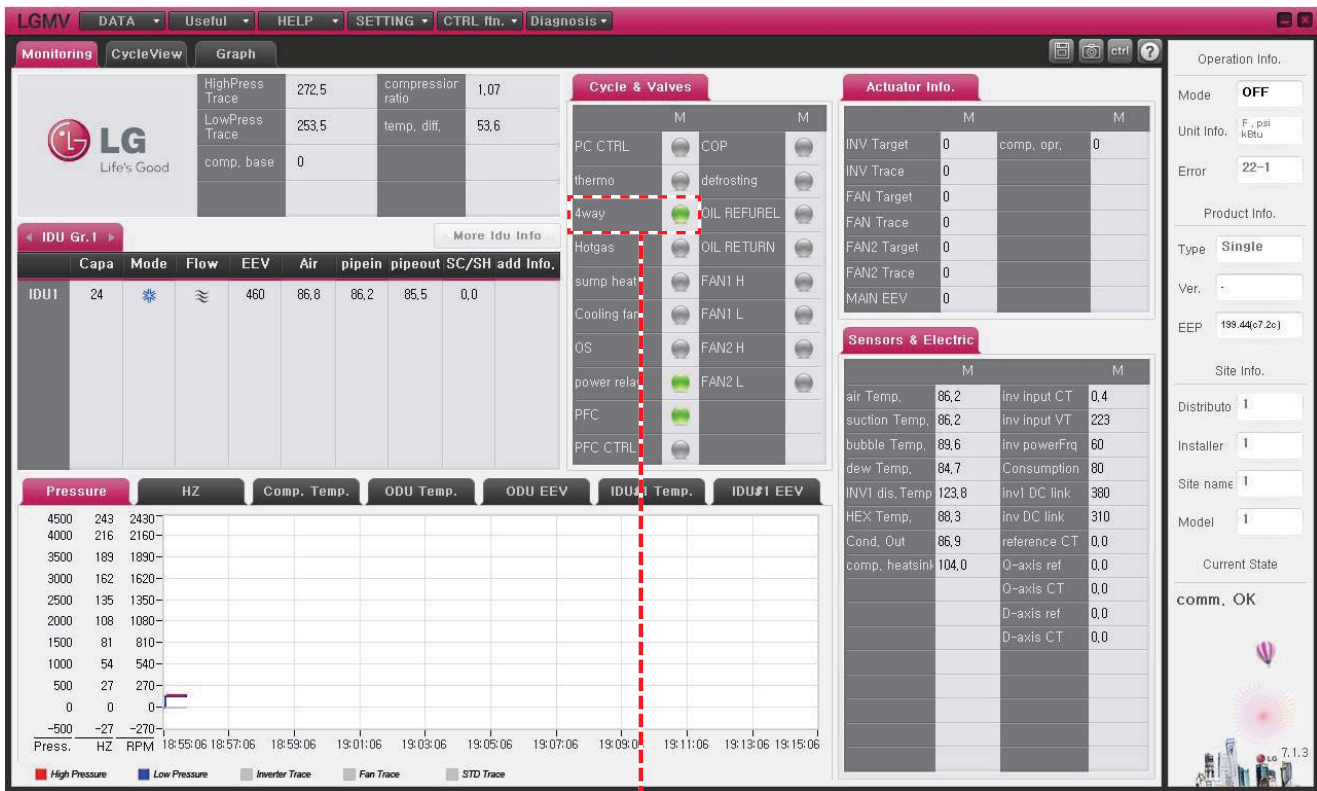 LGMV DATA Useful HELP SETTING CTRL ftn. Diagnosis
Monitoring CycleView Graph ctrl ?
LG
Life's Good
HighPress Trace 272,5 compression ratio 1,07
LowPress Trace 253,5 temp, diff, 53,6
comp, base 0
IDU Gr.1 More Idu Info
Capa Mode Flow EEV Air pipein pipeout SC/SH add Info,
IDU1 24 460 86,8 86,2 85,5 0,0
Cycle & Valves
M M
PC CTRL COP
thermo defrosting
4way OIL REFUREL
Hotgas OIL RETURN
sump heat FAN1 H
Cooling fan FAN1 L
OS FAN2 H
power relay FAN2 L
PFC
PFC CTRL
Actuator Info.
M M
INV Target 0 comp, opr, 0
INV Trace 0
FAN Target 0
FAN Trace 0
FAN2 Target 0
FAN2 Trace 0
MAIN EEV 0
Sensors & Electric
M M
air Temp, 86,2 inv input CT 0,4
suction Temp, 86,2 inv input VT 223
bubble Temp, 89,6 inv powerFrq 60
dew Temp, 84,7 Consumption 80
INV1 dis,Temp 123,8 inv1 DC link 380
HEX Temp, 88,3 inv DC link 310
Cond, Out 86,9 reference CT 0,0
comp, heatsink 104,0 Q-axis ref 0,0
Q-axis CT 0,0
D-axis ref 0,0
D-axis CT 0,0
Pressure HZ Comp. Temp. ODU Temp. ODU EEV IDU#1 Temp. IDU#1 EEV
4500 243 2430
4000 216 2160
3500 189 1890
3000 162 1620
2500 135 1350
2000 108 1080
1500 81 810
1000 54 540
500 27 270
0 0 0
-500 -27 -270
Press. HZ RPM 18:55:06 18:57:06 18:59:06 19:01:06 19:03:06 19:05:06 19:07:06 19:09:0 19:11:06 19:13:06 19:15:06
High Pressure Low Pressure Inverter Trace Fan Trace STD Trace
Operation Info.
Mode OFF
Unit Info. F , psi kBtu
Error 22-1
Product Info.
Type Single
Ver. -
EEP 199.44(c7.2c)
Site Info.
Distributo 1
Installer 1
Site name 1
Model 1
Current State
comm, OK
LG 7.1.3